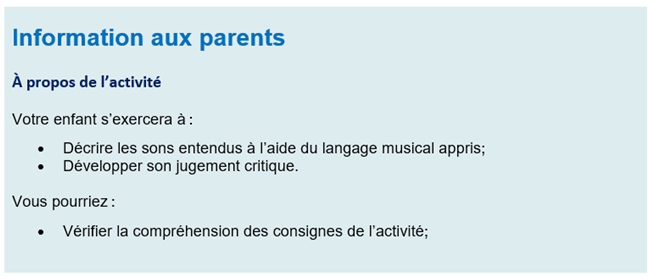 Information aux parents
À propos de l’activité
Votre enfant s’exercera à :
• Décrire les sons entendus à l’aide du langage musical appris;
• Développer son jugement critique.
Vous pourriez :
• Vérifier la compréhension des consignes de l’activité;